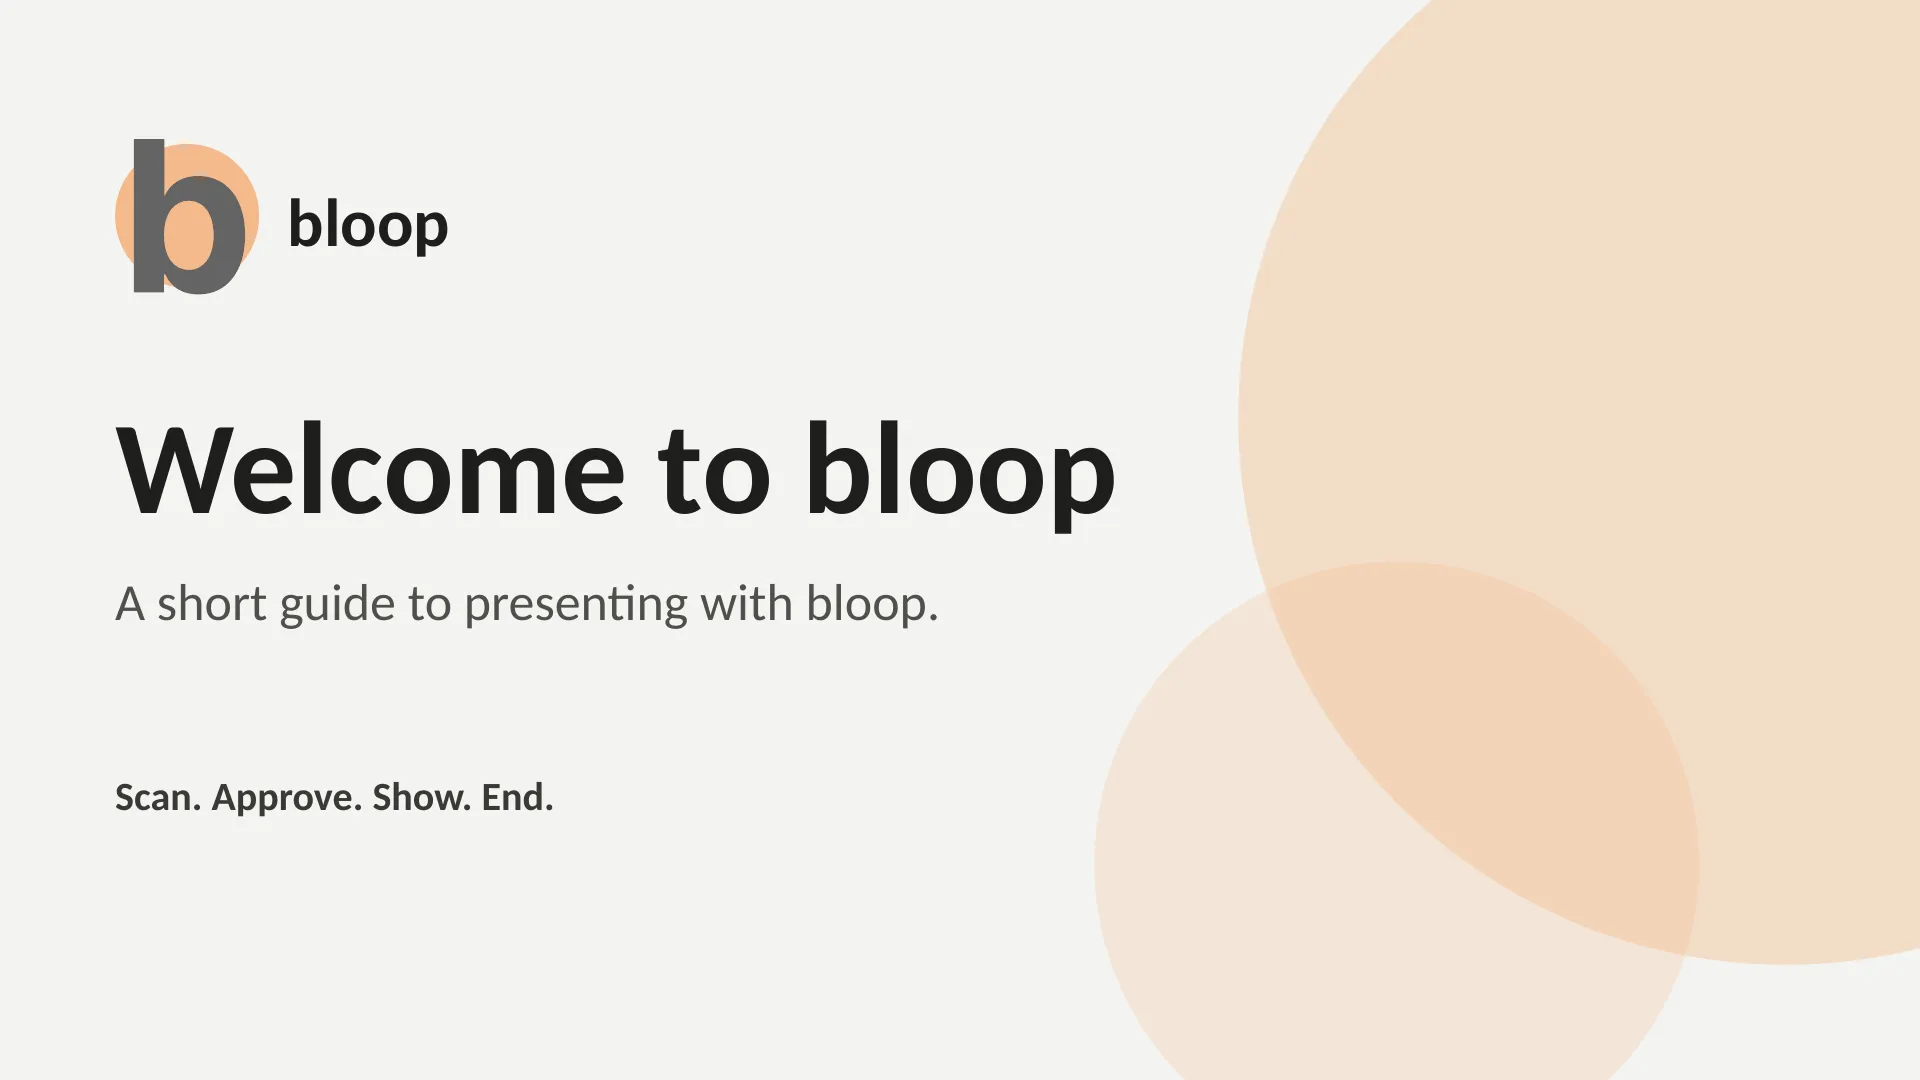 b
bloop
Welcome to bloop
A short guide to presenting with bloop.
Scan. Approve. Show. End.